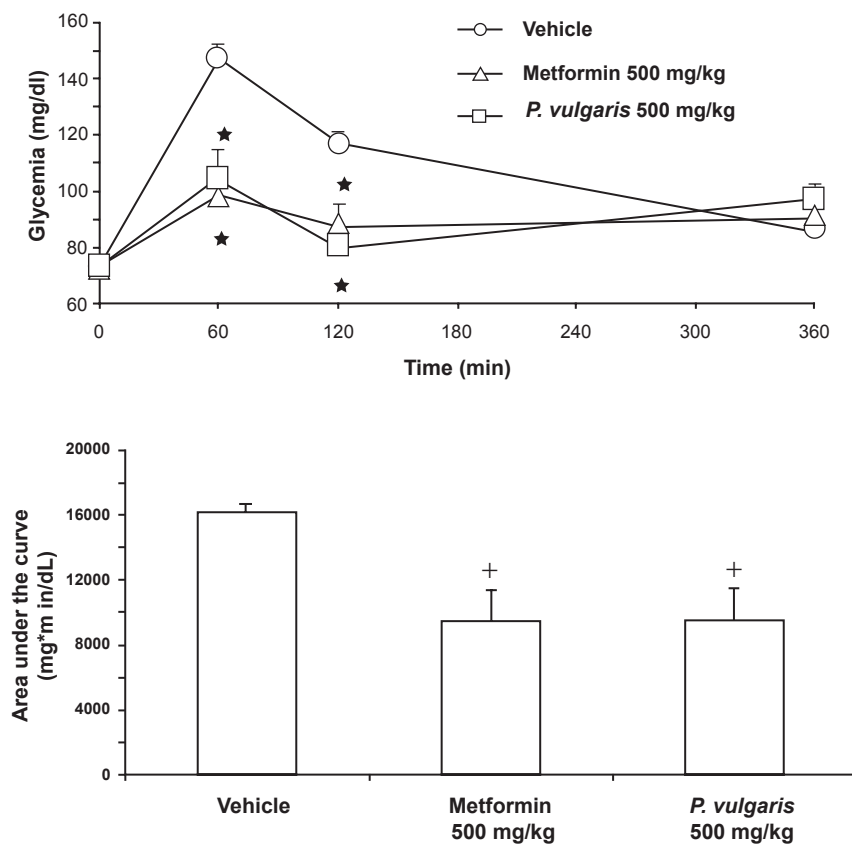 160
140
120
100
80
60
Glycemia (mg/dl)
Vehicle
Metformin 500 mg/kg
P. vulgaris 500 mg/kg
0 60 120 180 240 300 360
Time (min)
20000
16000
12000
8000
4000
0
Area under the curve
(mg*m in/dL)
Vehicle
Metformin
500 mg/kg
P. vulgaris
500 mg/kg